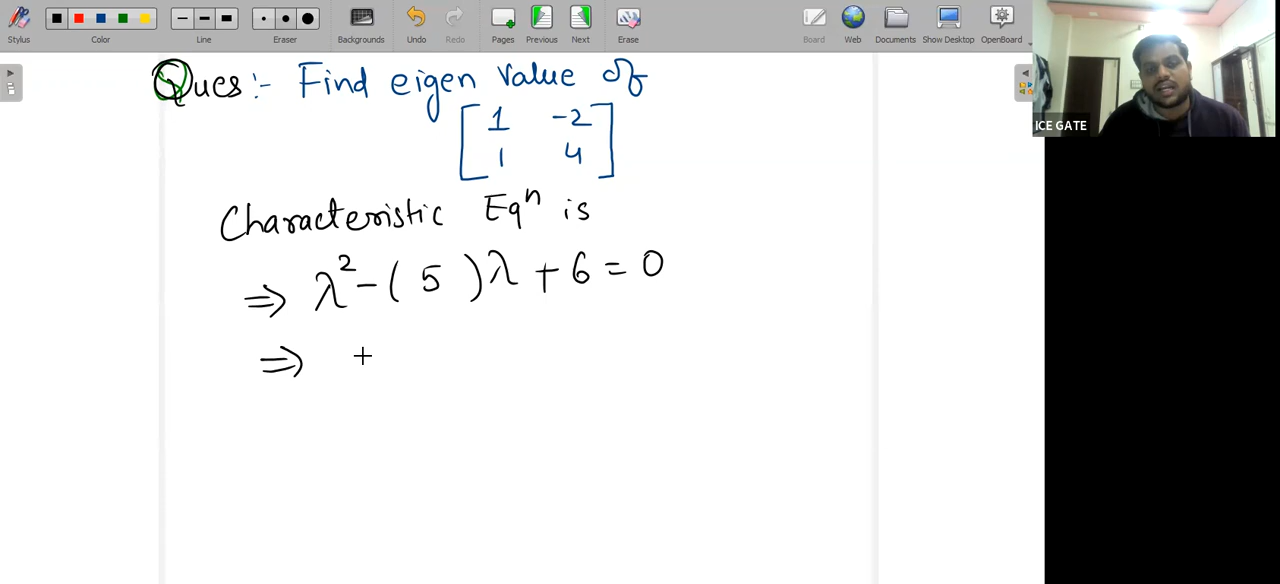 Stylus Color Line Eraser Backgrounds Undo Redo Pages Previous Next Erase Board Web Documents Show Desktop OpenBoard
Ques :- Find eigen value of
[ 1 -2
1 4 ]
Characteristic Eqⁿ is
⇒ λ² - ( 5 ) λ + 6 = 0
⇒
ICE GATE